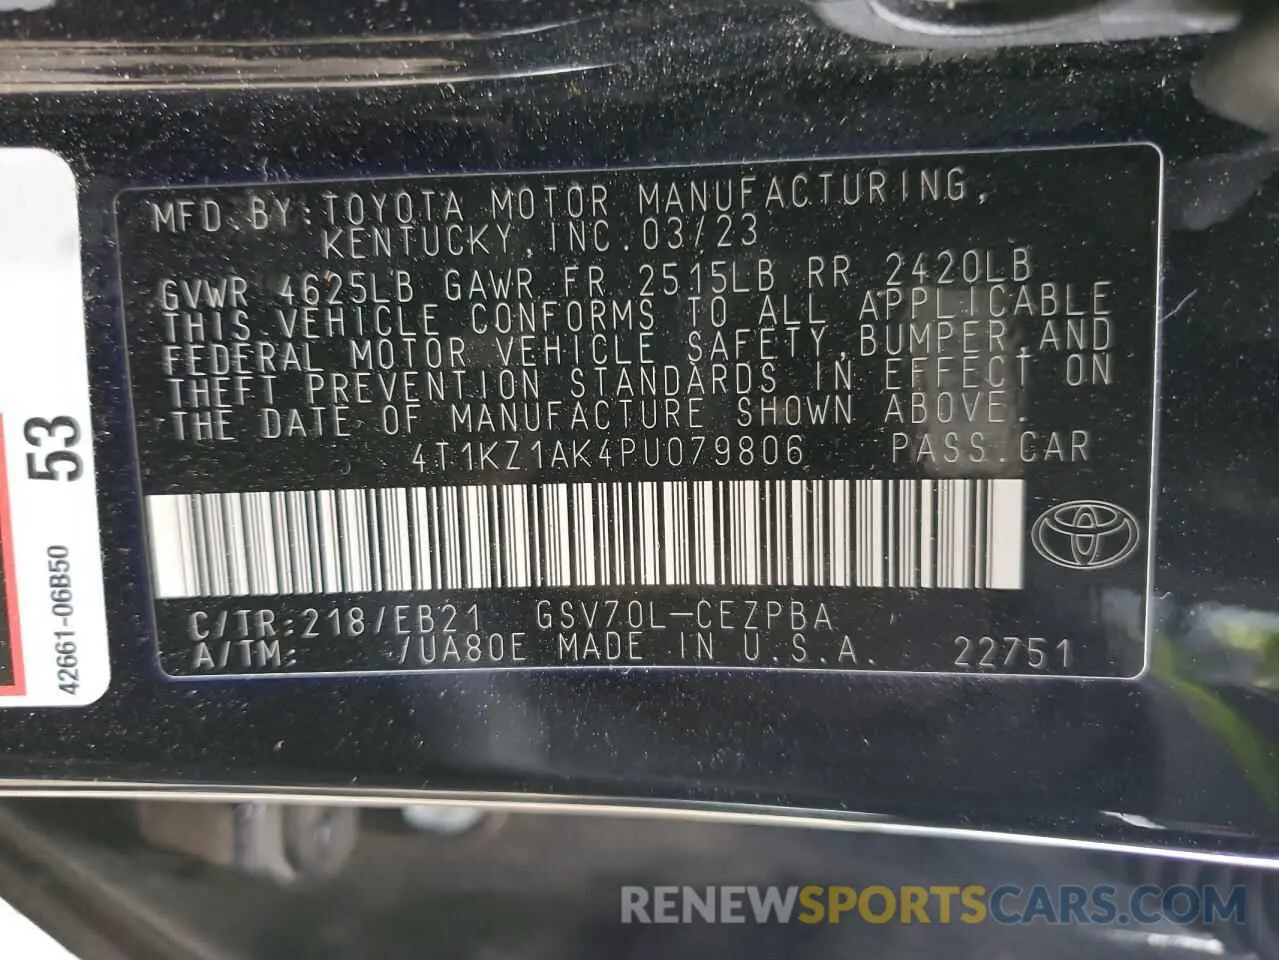 MFD.BY:TOYOTA MOTOR MANUFACTURING,
KENTUCKY,INC.03/23
GVWR 4625LB GAWR FR 2515LB RR 2420LB
THIS VEHICLE CONFORMS TO ALL APPLICABLE
FEDERAL MOTOR VEHICLE SAFETY,BUMPER,AND
THEFT PREVENTION STANDARDS IN EFFECT ON
THE DATE OF MANUFACTURE SHOWN ABOVE.
4T1KZ1AK4PU079806 PASS.CAR
C/TR:218/EB21 GSV70L-CEZPBA
A/TM: /UA80E MADE IN U.S.A. 22751
53
42661-06B50
RENEWSPORTSCARS.COM